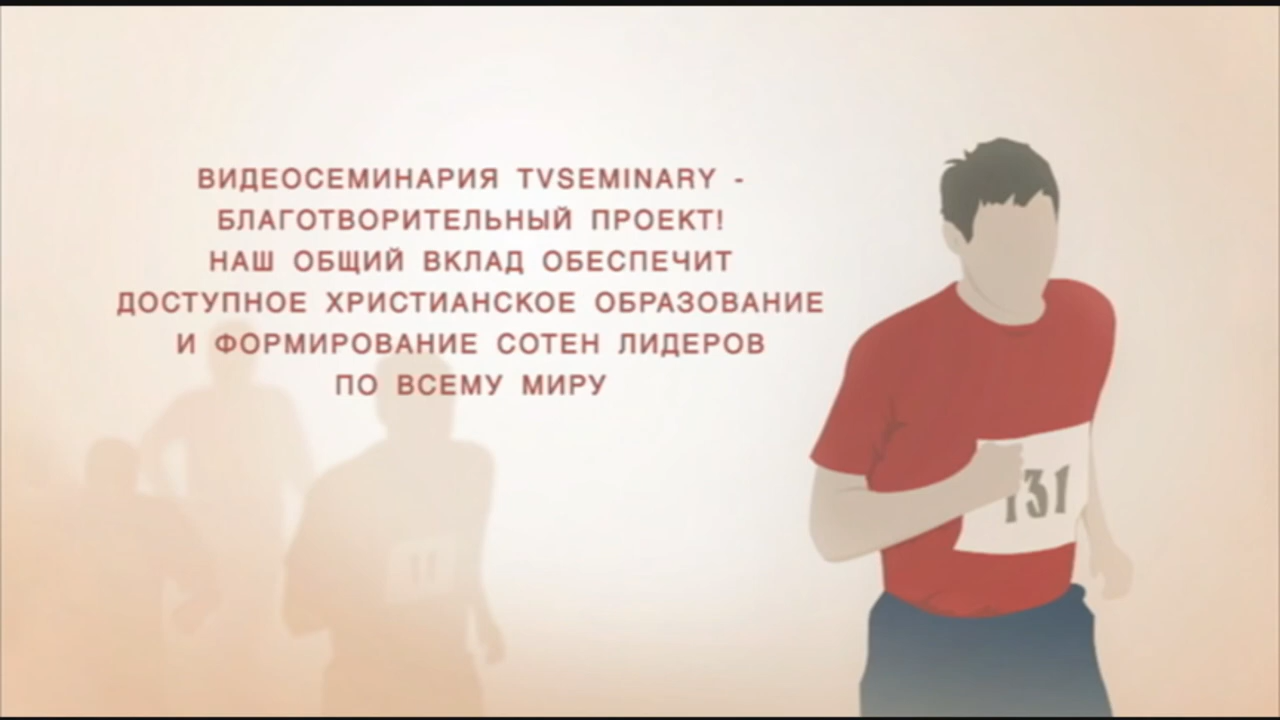 ВИДЕОСЕМИНАРИЯ TVSEMINARY -
БЛАГОТВОРИТЕЛЬНЫЙ ПРОЕКТ!
НАШ ОБЩИЙ ВКЛАД ОБЕСПЕЧИТ
ДОСТУПНОЕ ХРИСТИАНСКОЕ ОБРАЗОВАНИЕ
И ФОРМИРОВАНИЕ СОТЕН ЛИДЕРОВ
ПО ВСЕМУ МИРУ
131